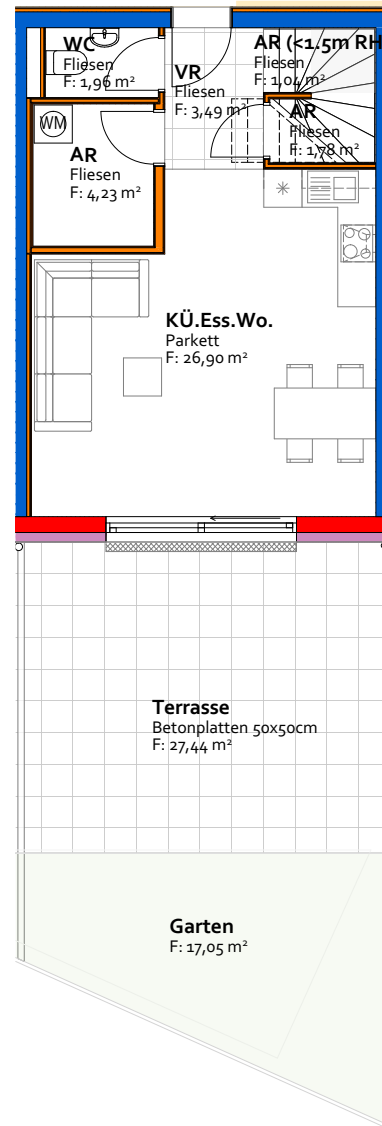 WC
Fliesen
F: 1,96 m²
VR
Fliesen
F: 3,49 m²
AR (<1.5m RH
Fliesen
F: 1,04 m²
AR
Fliesen
F: 1,78 m²
WM
AR
Fliesen
F: 4,23 m²
KÜ.Ess.Wo.
Parkett
F: 26,90 m²
Terrasse
Betonplatten 50x50cm
F: 27,44 m²
Garten
F: 17,05 m²